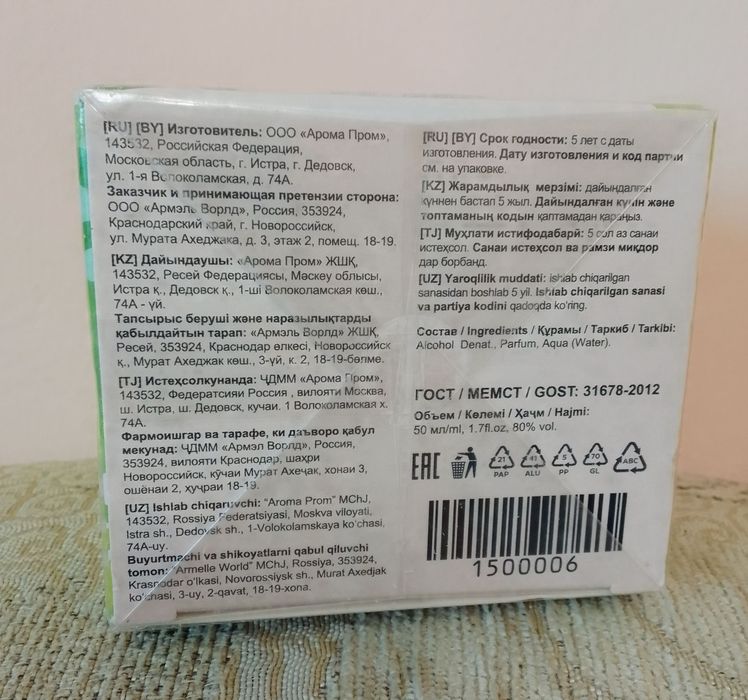 [RU] [BY] Изготовитель: ООО «Арома Пром»,
143532, Российская Федерация,
Московская область, г. Истра, г. Дедовск,
ул. 1-я Волоколамская, д. 74А.
Заказчик и принимающая претензии сторона:
ООО «Армэль Ворлд», Россия, 353924,
Краснодарский край, г. Новороссийск,
ул. Мурата Ахеджака, д. 3, этаж 2, помещ. 18-19.
[KZ] Дайындаушы: «Арома Пром» ЖШҚ,
143532, Ресей Федерациясы, Мәскеу облысы,
Истра қ., Дедовск қ., 1-ші Волоколамская көш.,
74А - үй.
Тапсырыс беруші және наразылықтарды
қабылдайтын тарап: «Армэль Ворлд» ЖШҚ,
Ресей, 353924, Краснодар өлкесі, Новороссийск
қ., Мурат Ахеджак көш., 3-үй, к. 2, 18-19-бөлме.
[TJ] Истеҳсолкунанда: ҶДММ «Арома Пром»,
143532, Федератсияи Россия , вилояти Москва,
ш. Истра, ш. Дедовск, кучаи. 1 Волоколамская х.
74А.
Фармоишгар ва тарафе, ки даъворо қабул
мекунад: ҶДММ «Армэл Ворлд», Россия,
353924, вилояти Краснодар, шаҳри
Новороссийск, кӯчаи Мурат Ахеҷак, хонаи 3,
ошёнаи 2, ҳуҷраи 18-19.
[UZ] Ishlab chiqaruvchi: “Aroma Prom” MChJ,
143532, Rossiya Federatsiyasi, Moskva viloyati,
Istra sh., Dedovsk sh., 1-Volokolamskaya ko'chasi,
74A-uy.
Buyurtmachi va shikoyatlarni qabul qiluvchi
tomon: “Armelle World” MChJ, Rossiya, 353924,
Krasnodar o'lkasi, Novorossiysk sh., Murat Axedjak
ko'chasi, 3-uy, 2-qavat, 18-19-xona.
[RU] [BY] Срок годности: 5 лет с даты
изготовления. Дату изготовления и код партии
см. на упаковке.
[KZ] Жарамдылық мерзімі: дайындалған
күннен бастап 5 жыл. Дайындалған күнін және
топтаманың кодын қаптамадан қараңыз.
[TJ] Муҳлати истифодабарӣ: 5 сол аз санаи
истеҳсол. Санаи истеҳсол ва рамзи миқдор
дар борбанд.
[UZ] Yaroqlilik muddati: ishlab chiqarilgan
sanasidan boshlab 5 yil. Ishlab chiqarilgan sanasi
va partiya kodini qadoqda ko'ring.
Состав / Ingredients / Құрамы / Таркиб / Tarkibi:
Alcohol Denat., Parfum, Aqua (Water).
ГОСТ / МЕМСТ / GOST: 31678-2012
Объем / Көлемі / Ҳаҷм / Hajmi:
50 мл/ml, 1.7fl.oz, 80% vol.
EAC 21 41 5 70 ABC
PAP ALU PP GL
1500006